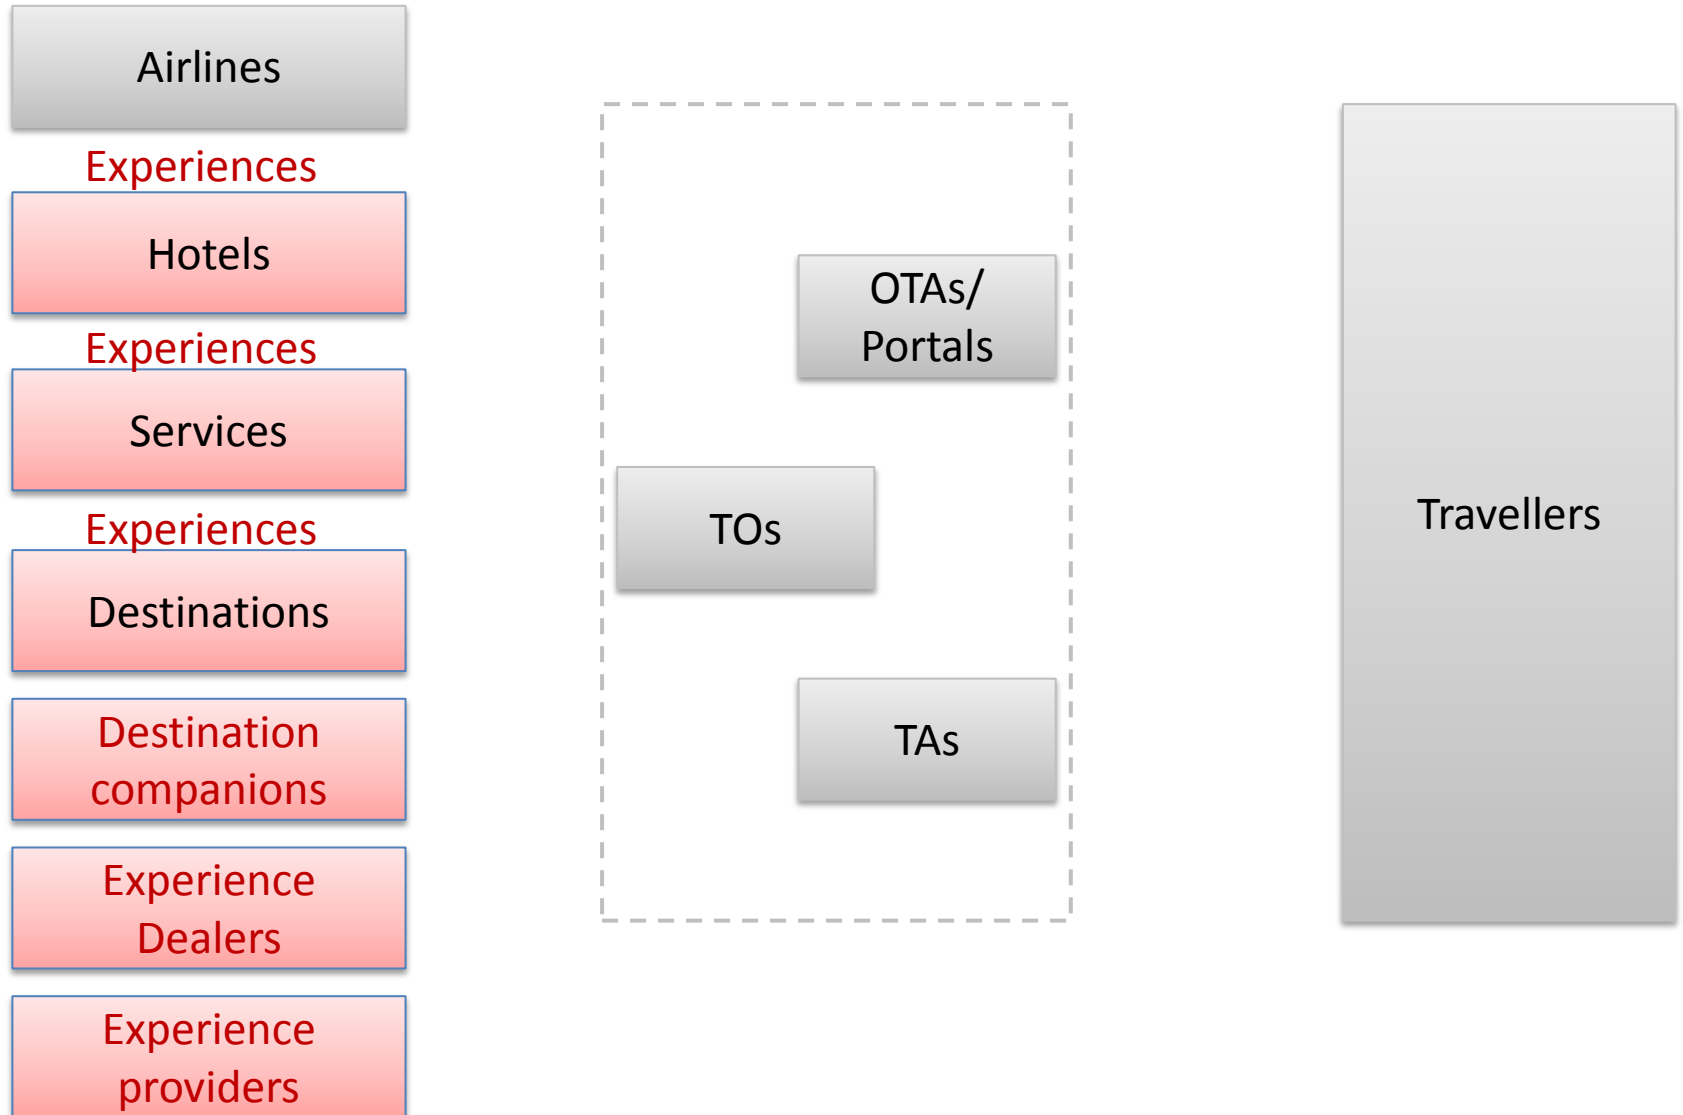 Airlines
Experiences
Hotels
Experiences
Services
Experiences
Destinations
Destination
companions
Experience
Dealers
Experience
providers
OTAs/
Portals
TOs
TAs
Travellers